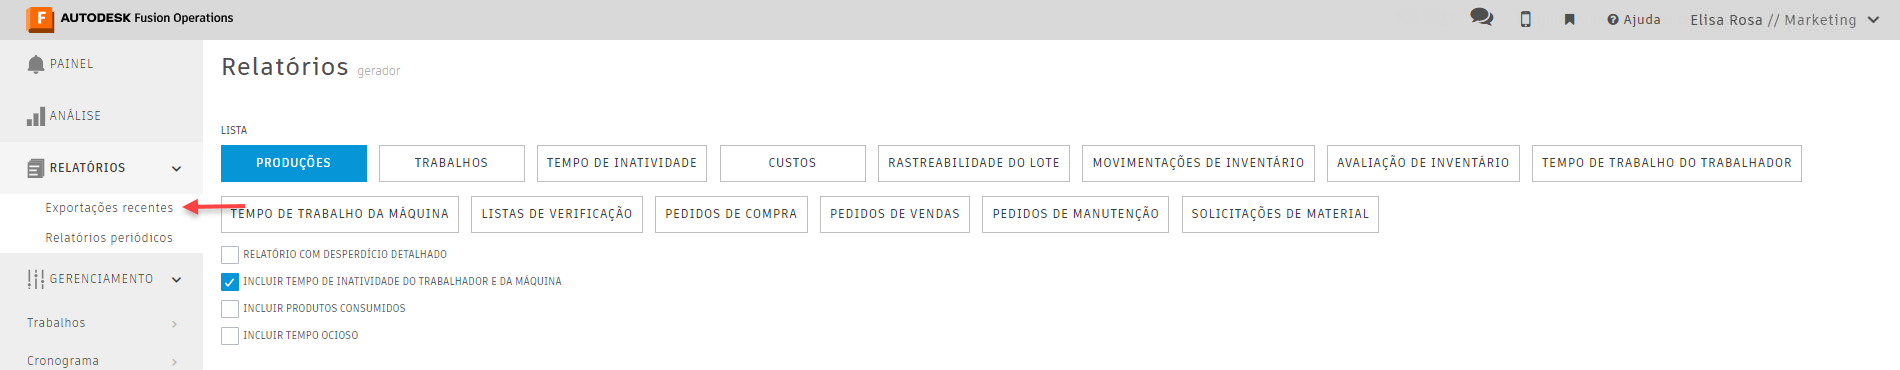 AUTODESK Fusion Operations
Ajuda
Elisa Rosa // Marketing
PAINEL
ANÁLISE
RELATÓRIOS
Exportações recentes
Relatórios periódicos
GERENCIAMENTO
Trabalhos
Cronograma
Relatórios gerador
LISTA
PRODUÇÕES TRABALHOS TEMPO DE INATIVIDADE CUSTOS RASTREABILIDADE DO LOTE MOVIMENTAÇÕES DE INVENTÁRIO AVALIAÇÃO DE INVENTÁRIO TEMPO DE TRABALHO DO TRABALHADOR
TEMPO DE TRABALHO DA MÁQUINA LISTAS DE VERIFICAÇÃO PEDIDOS DE COMPRA PEDIDOS DE VENDAS PEDIDOS DE MANUTENÇÃO SOLICITAÇÕES DE MATERIAL
RELATÓRIO COM DESPERDÍCIO DETALHADO
INCLUIR TEMPO DE INATIVIDADE DO TRABALHADOR E DA MÁQUINA
INCLUIR PRODUTOS CONSUMIDOS
INCLUIR TEMPO OCIOSO